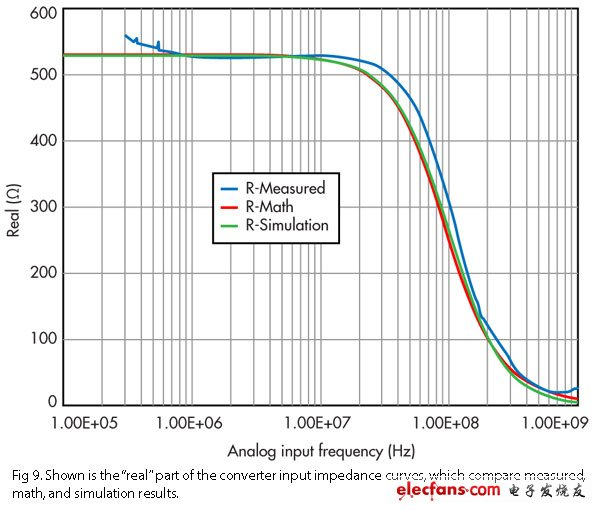 600
500
400
300
200
100
0
Real (Ω)
R-Measured
R-Math
R-Simulation
1.00E+05 1.00E+06 1.00E+07 1.00E+08 1.00E+09
Analog input frequency (Hz)
Fig 9. Shown is the “real” part of the converter input impedance curves, which compare measured,
math, and simulation results.
elecfans.com 电子发烧友